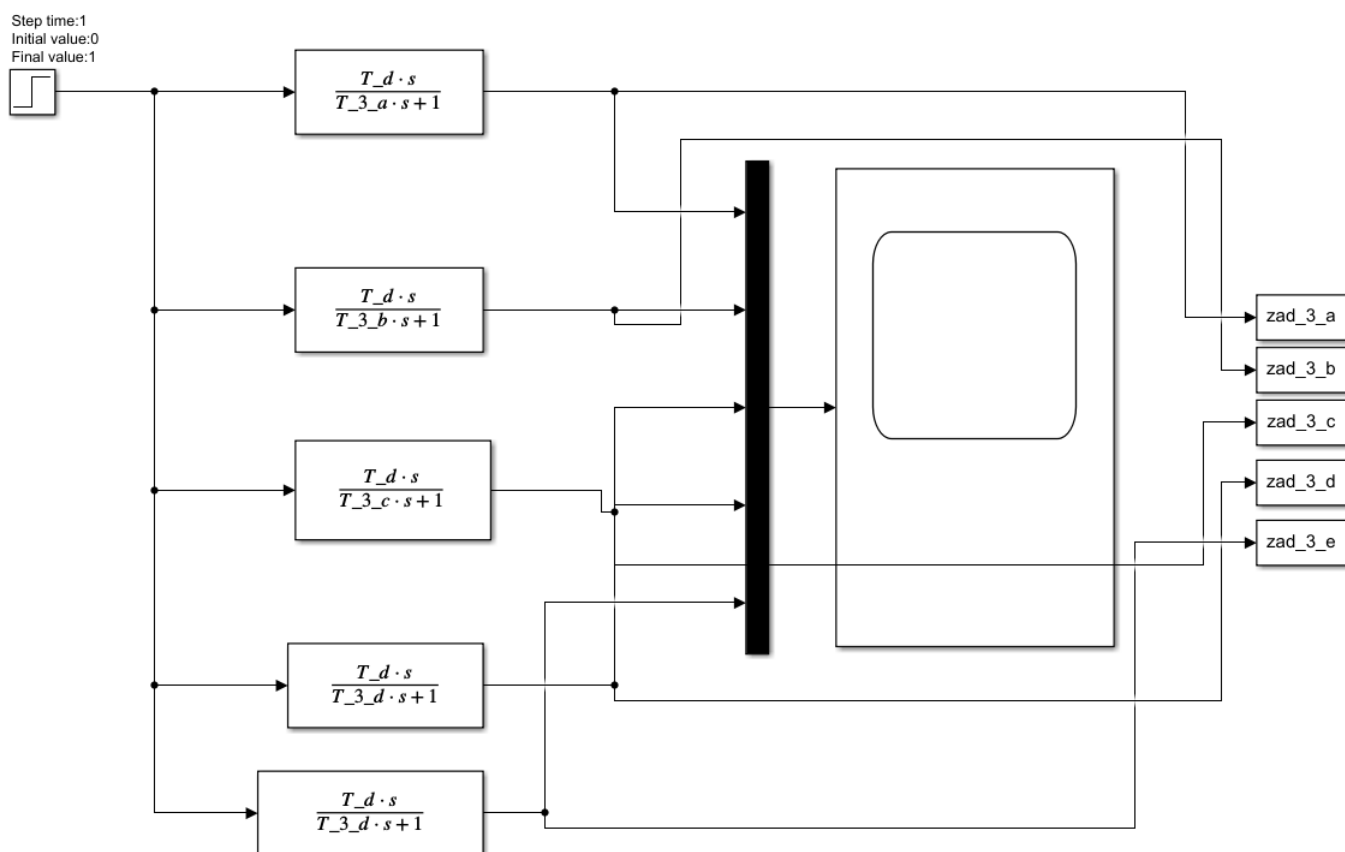 Step time:1
Initial value:0
Final value:1
T_d · s
T_3_a · s + 1
T_d · s
T_3_b · s + 1
T_d · s
T_3_c · s + 1
T_d · s
T_3_d · s + 1
T_d · s
T_3_d · s + 1
zad_3_a
zad_3_b
zad_3_c
zad_3_d
zad_3_e